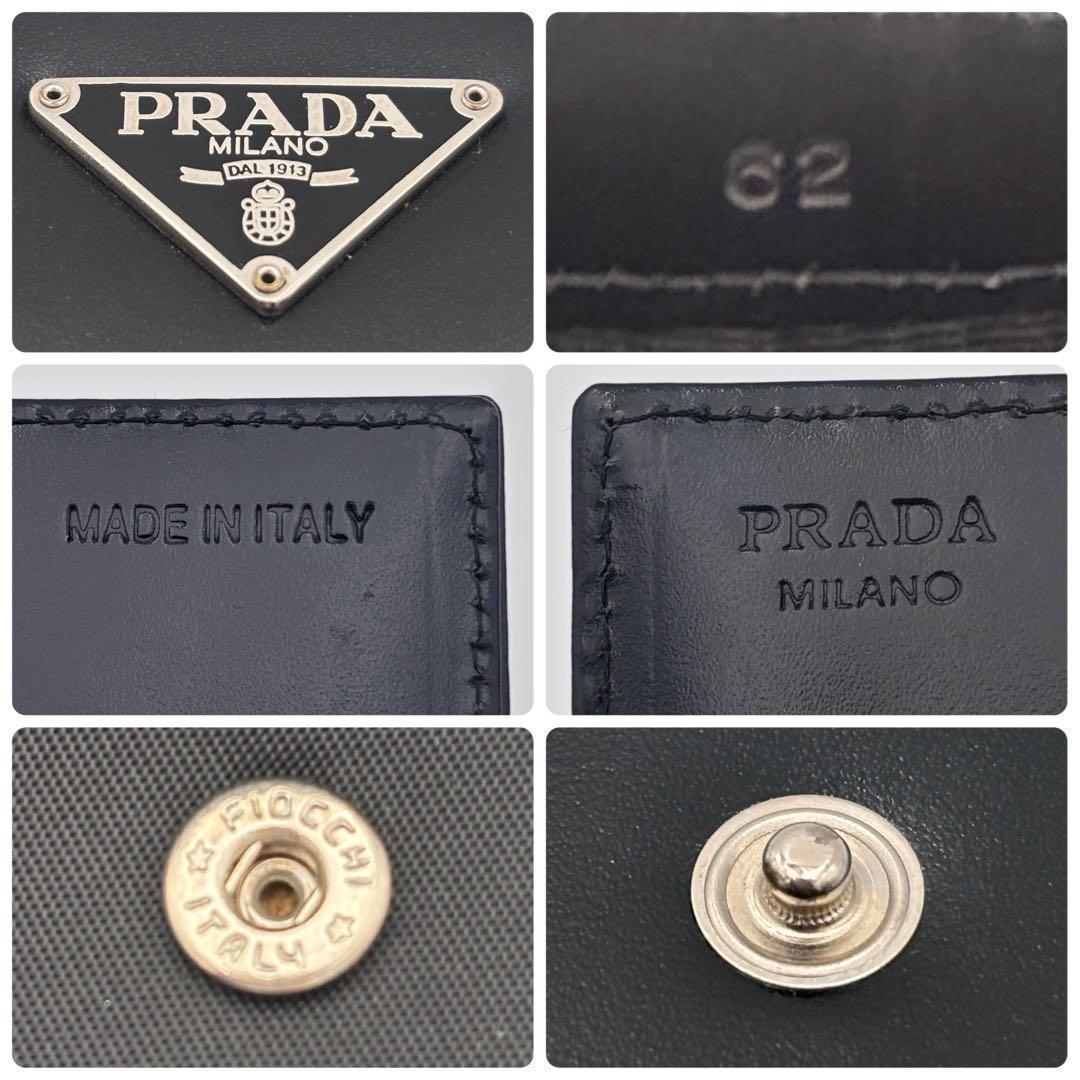 PRADA
MILANO
DAL 1913
62
MADE IN ITALY
PRADA
MILANO
FIOCCHI
ITALY